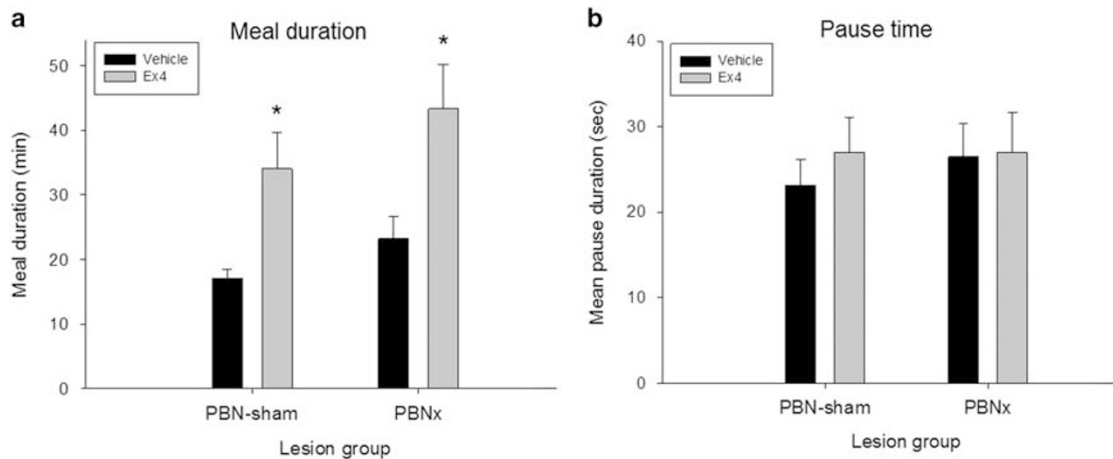 a
Meal duration
Vehicle
Ex4
Meal duration (min)
50
40
30
20
10
0
*
*
PBN-sham
PBNx
Lesion group
b
Pause time
Vehicle
Ex4
Mean pause duration (sec)
40
30
20
10
0
PBN-sham
PBNx
Lesion group